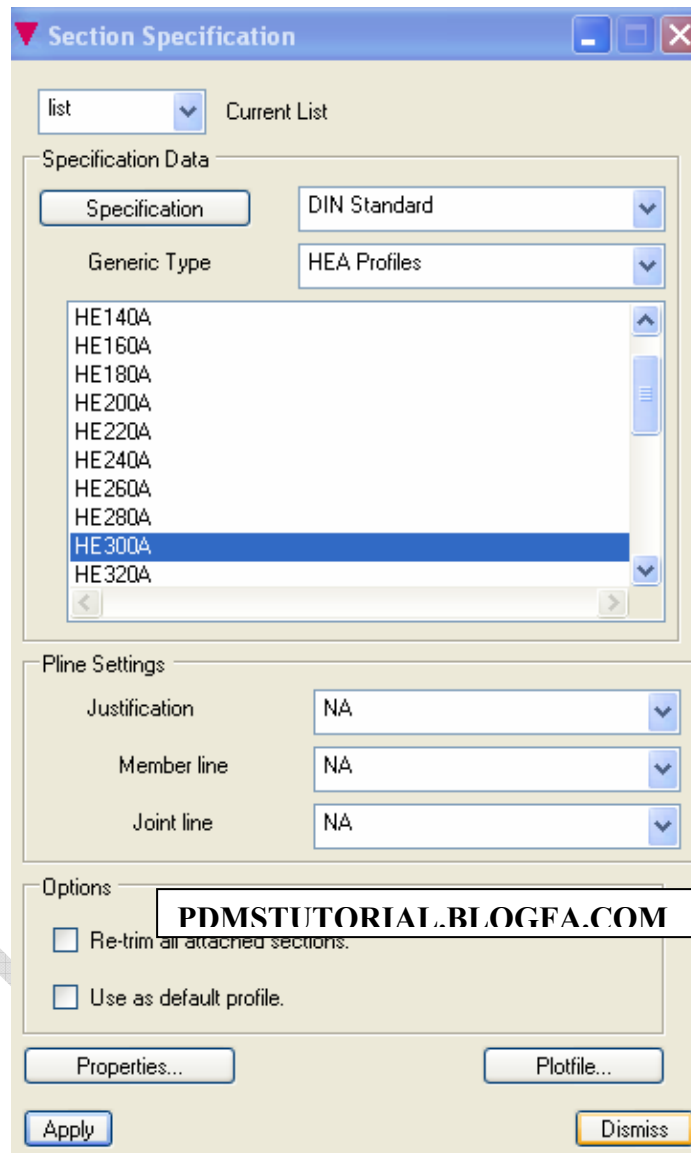 Section Specification
list Current List
Specification Data
Specification DIN Standard
Generic Type HEA Profiles
HE140A
HE160A
HE180A
HE200A
HE220A
HE240A
HE260A
HE280A
HE300A
HE320A
Pline Settings
Justification NA
Member line NA
Joint line NA
Options
PDMSTUTORIAL.BLOGFA.COM
Re-trim all attached sections.
Use as default profile.
Properties... Plotfile...
Apply Dismiss